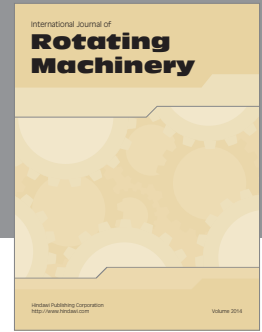 International Journal of
Rotating
Machinery
Hindawi Publishing Corporation
http://www.hindawi.com
Volume 2014